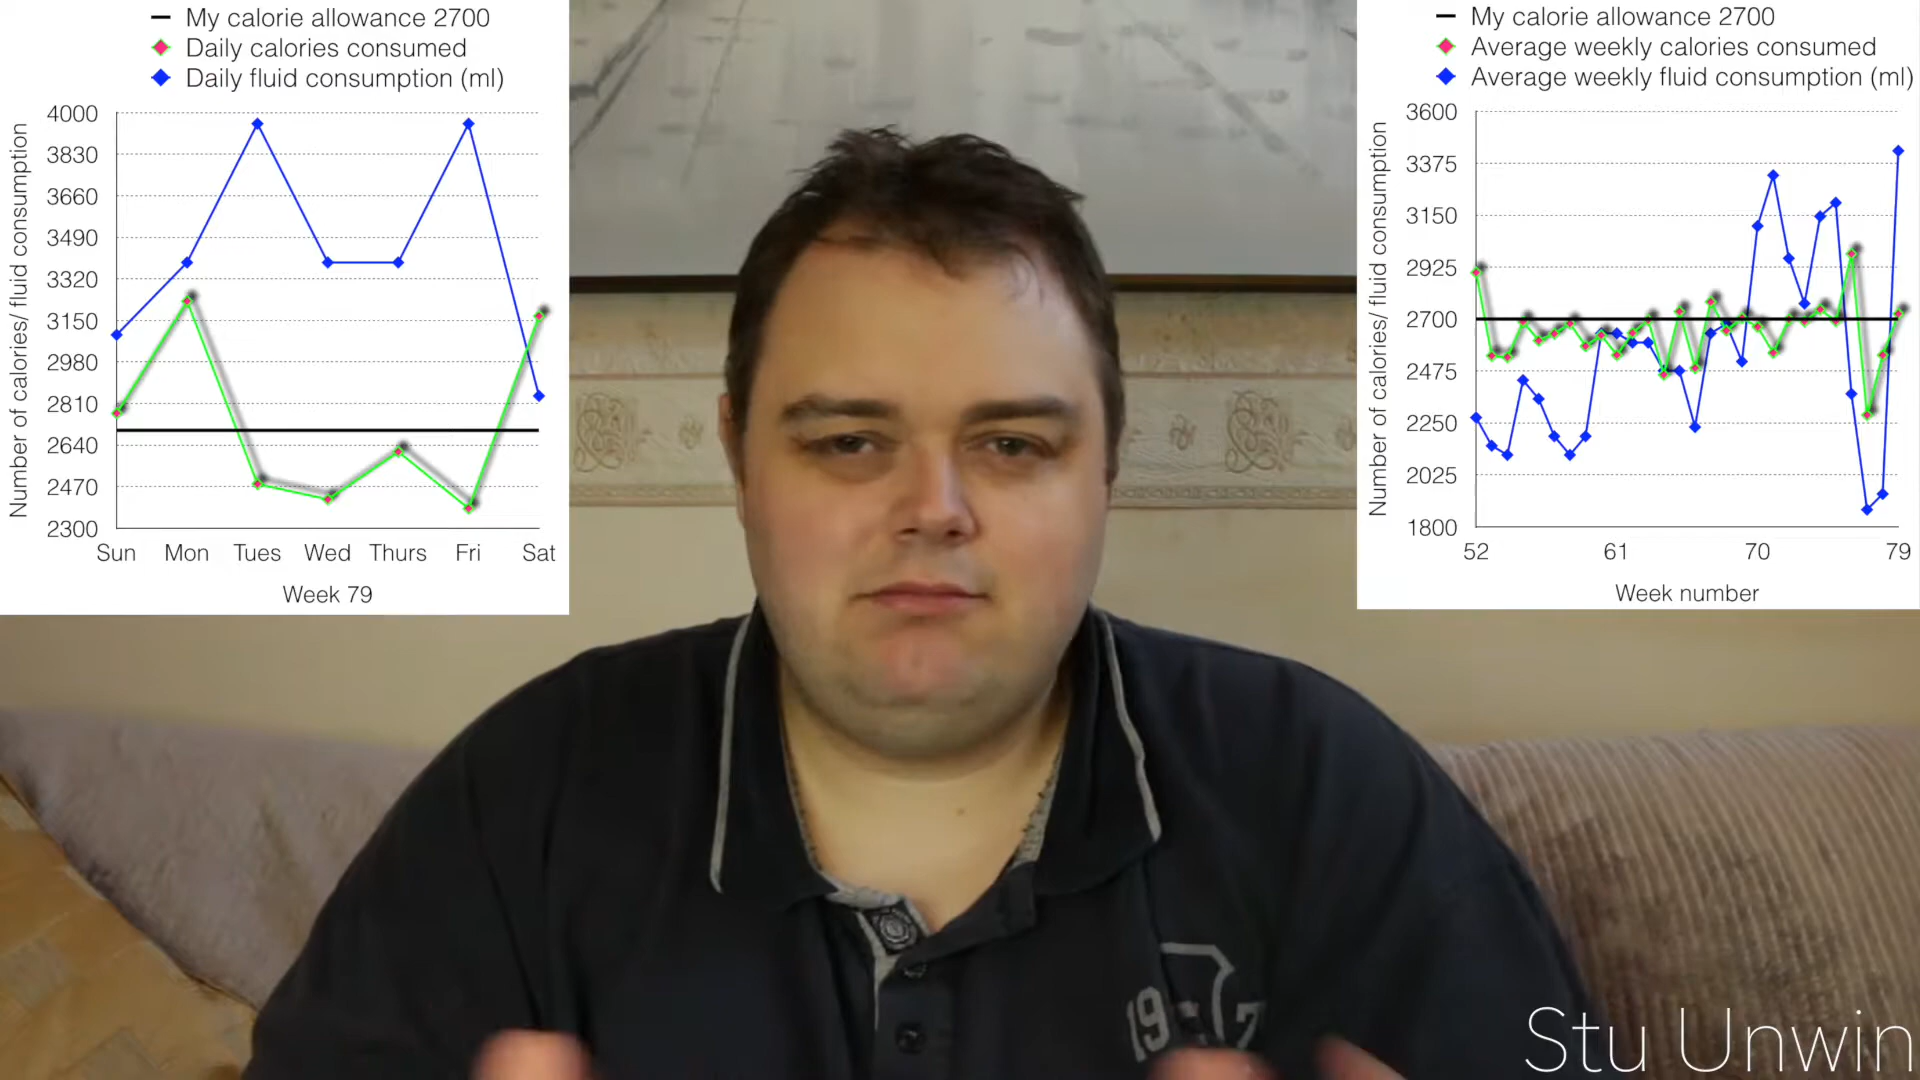 My calorie allowance 2700
Daily calories consumed
Daily fluid consumption (ml)
Number of calories/ fluid consumption
4000
3830
3660
3490
3320
3150
2980
2810
2640
2470
2300
Sun Mon Tues Wed Thurs Fri Sat
Week 79
My calorie allowance 2700
Average weekly calories consumed
Average weekly fluid consumption (ml)
Number of calories/ fluid consumption
3600
3375
3150
2925
2700
2475
2250
2025
1800
52 61 70 79
Week number
19 7
Stu Unwin